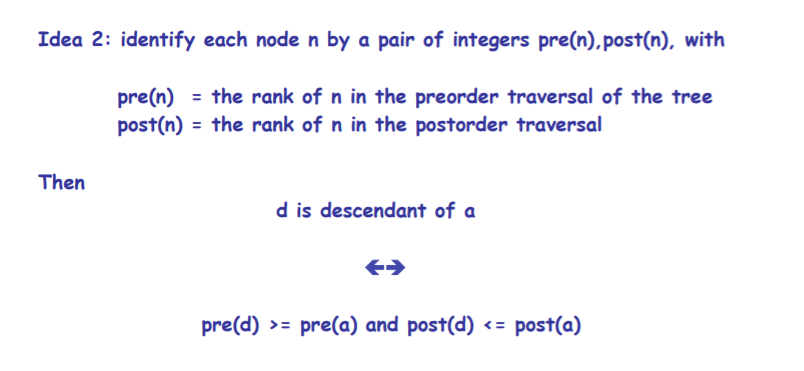 Idea 2: identify each node n by a pair of integers pre(n),post(n), with
pre(n) = the rank of n in the preorder traversal of the tree
post(n) = the rank of n in the postorder traversal
Then
d is descendant of a
↔
pre(d) >= pre(a) and post(d) <= post(a)